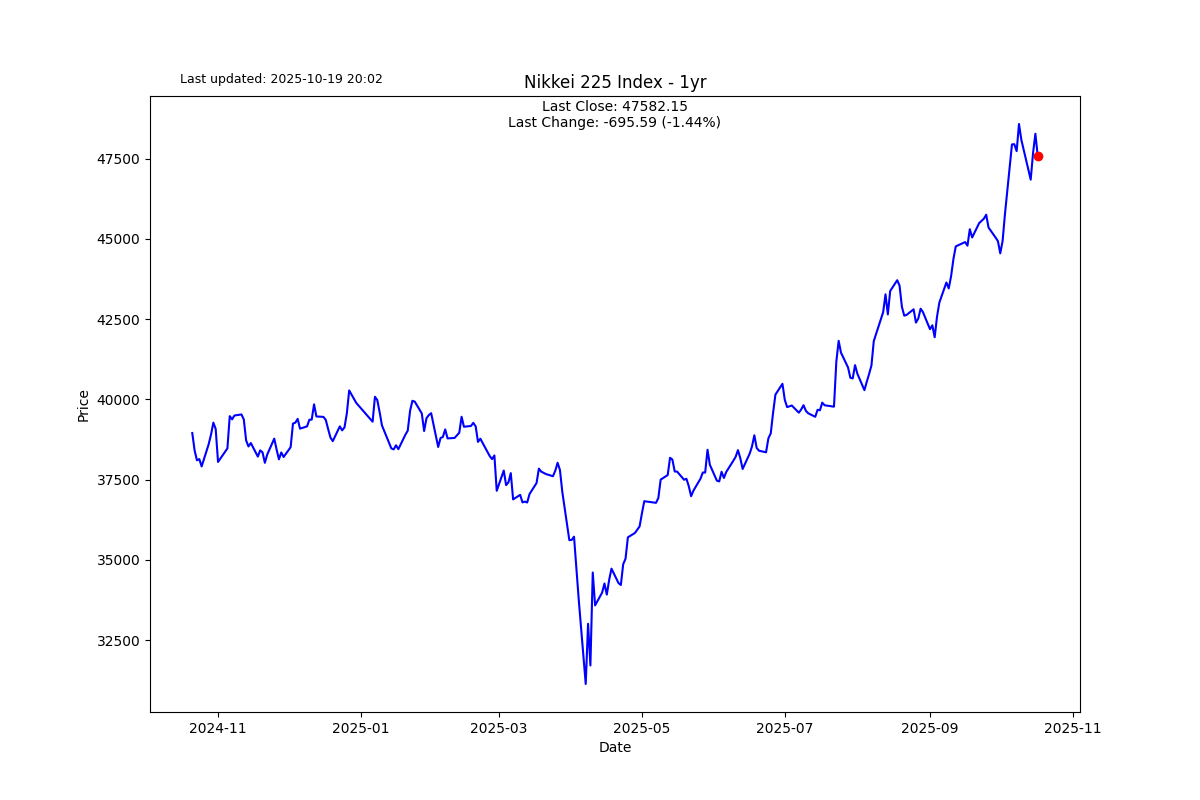 Last updated: 2025-10-19 20:02
Nikkei 225 Index - 1yr
Last Close: 47582.15
Last Change: -695.59 (-1.44%)
47500
45000
42500
40000
37500
35000
32500
Price
2024-11
2025-01
2025-03
2025-05
2025-07
2025-09
2025-11
Date